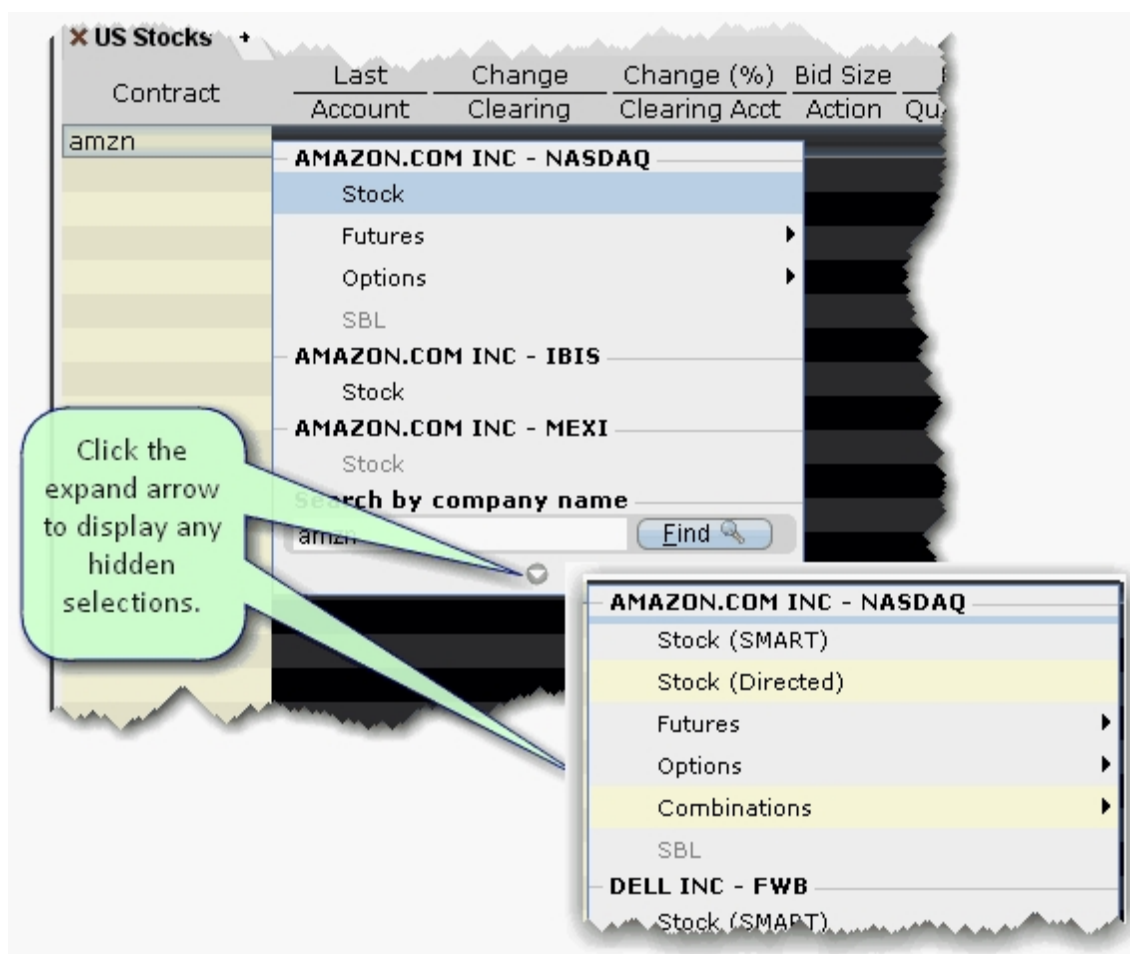 US Stocks +
Contract
Last Change Change (%) Bid Size
Account Clearing Clearing Acct Action
amzn
AMAZON.COM INC - NASDAQ
Stock
Futures
Options
SBL
AMAZON.COM INC - IBIS
Stock
AMAZON.COM INC - MEXI
Stock
Search by company name
amzn Find
Click the
expand arrow
to display any
hidden
selections.
AMAZON.COM INC - NASDAQ
Stock (SMART)
Stock (Directed)
Futures
Options
Combinations
SBL
DELL INC - FWB
Stock (SMART)